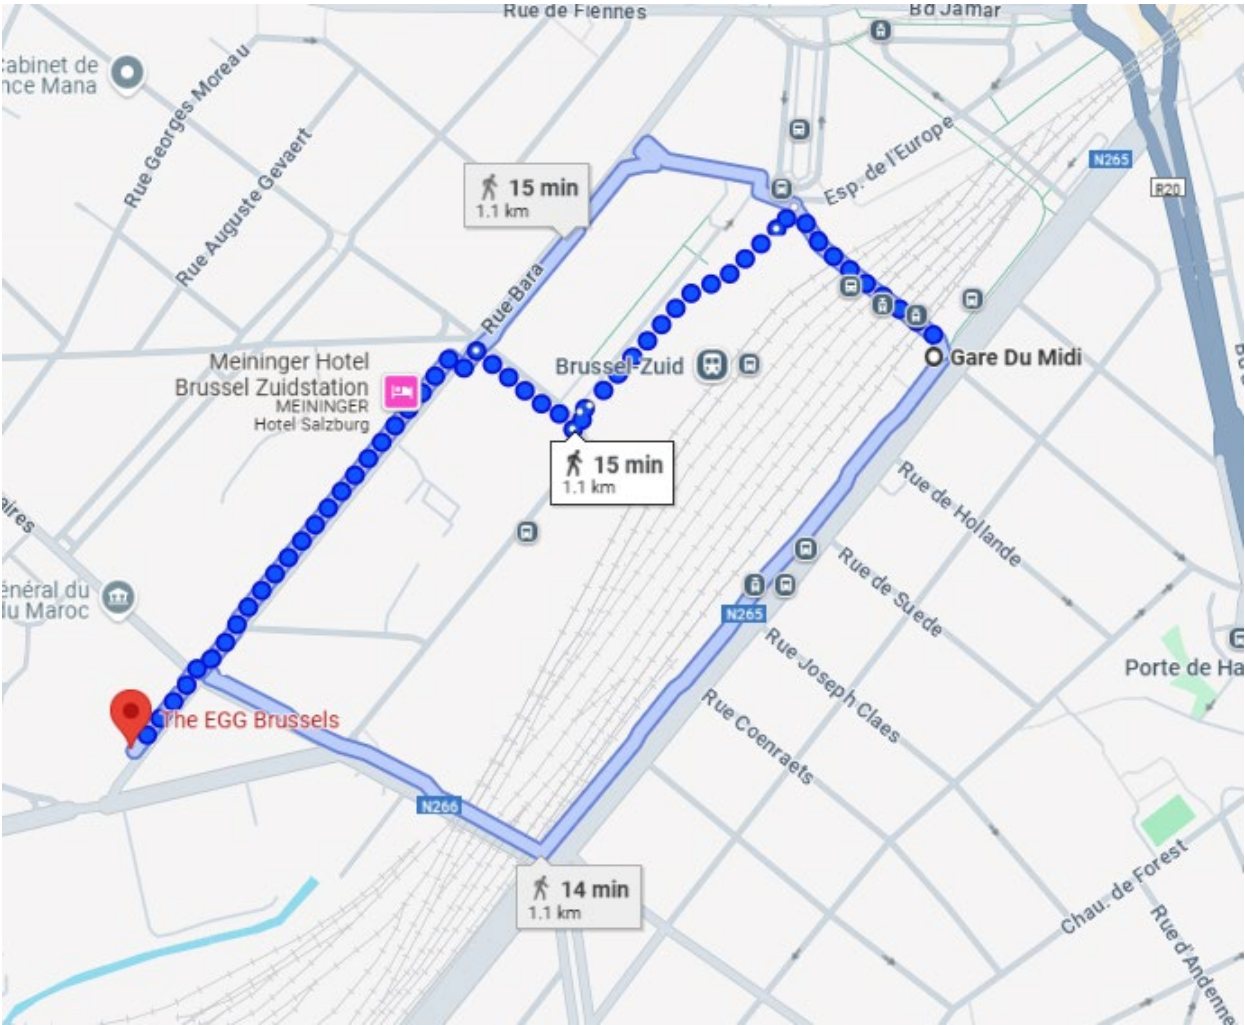 Rue de Fiennes
Bd Jamar
Cabinet de
nce Mana
Rue Georges Moreau
Rue Auguste Gevaert
Esp. de l'Europe
N265
R20
15 min
1.1 km
Rue Bara
Meininger Hotel
Brussel Zuidstation
MEININGER
Hotel Salzburg
Brussel-Zuid
Gare Du Midi
15 min
1.1 km
Rue de Hollande
Rue de Suede
aires
énéral du
du Maroc
N265
Rue Joseph Claes
Porte de Ha
Rue Coenraets
The EGG Brussels
N266
14 min
1.1 km
Chau. de Forest
Rue d'Andenne